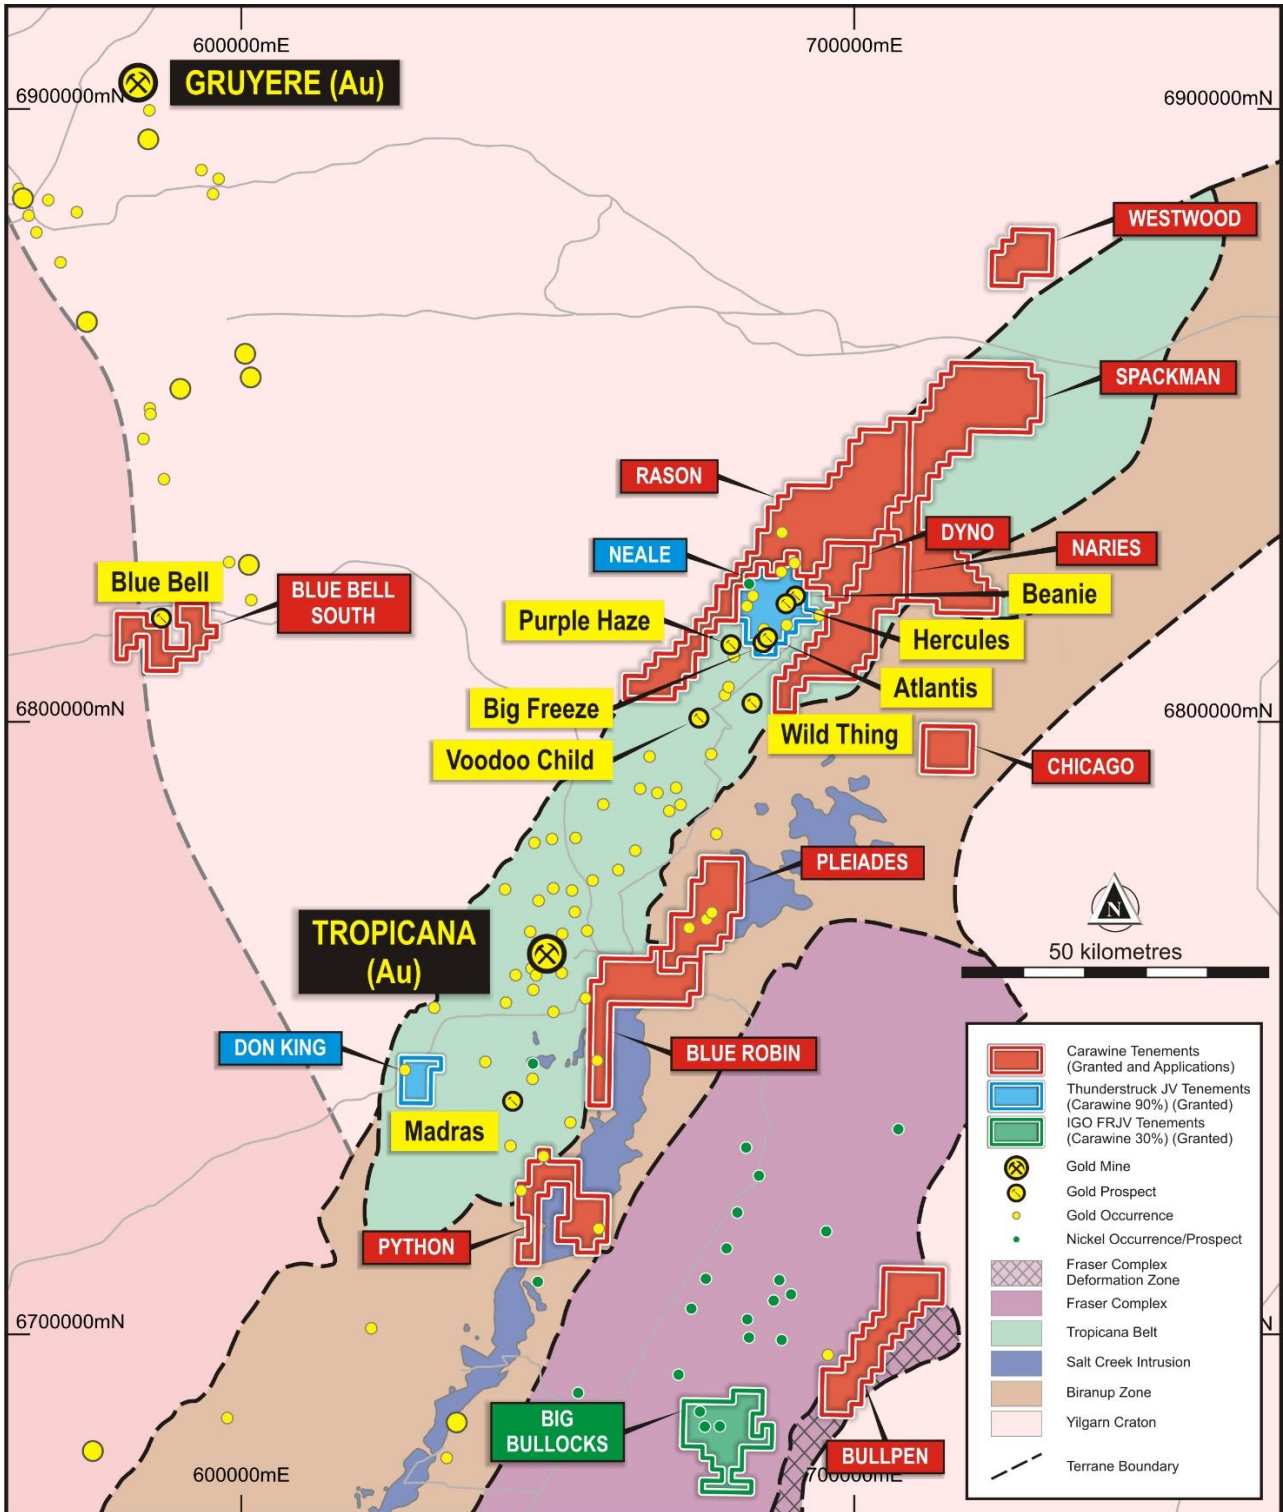 600000mE
700000mE
GRUYERE (Au)
6900000mN
6900000mN
WESTWOOD
SPACKMAN
RASON
DYNO
NEALE
NARIES
Blue Bell
BLUE BELL
SOUTH
Beanie
Purple Haze
Hercules
Atlantis
Big Freeze
6800000mN
6800000mN
Wild Thing
Voodoo Child
CHICAGO
PLEIADES
N
TROPICANA
(Au)
50 kilometres
DON KING
BLUE ROBIN
Madras
PYTHON
Carawine Tenements
(Granted and Applications)
Thunderstruck JV Tenements
(Carawine 90%) (Granted)
IGO FRJV Tenements
(Carawine 30%) (Granted)
Gold Mine
Gold Prospect
Gold Occurrence
Nickel Occurrence/Prospect
Fraser Complex
Deformation Zone
Fraser Complex
Tropicana Belt
Salt Creek Intrusion
Biranup Zone
Yilgarn Craton
Terrane Boundary
6700000mN
N
BIG
BULLOCKS
BULLPEN
600000mE
700000mE